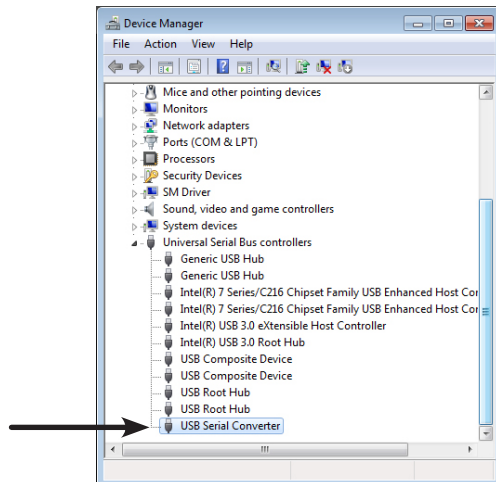 Device Manager
File Action View Help
Mice and other pointing devices
Monitors
Network adapters
Ports (COM & LPT)
Processors
Security Devices
SM Driver
Sound, video and game controllers
System devices
Universal Serial Bus controllers
Generic USB Hub
Generic USB Hub
Intel(R) 7 Series/C216 Chipset Family USB Enhanced Host Cor
Intel(R) 7 Series/C216 Chipset Family USB Enhanced Host Cor
Intel(R) USB 3.0 eXtensible Host Controller
Intel(R) USB 3.0 Root Hub
USB Composite Device
USB Composite Device
USB Root Hub
USB Root Hub
USB Serial Converter